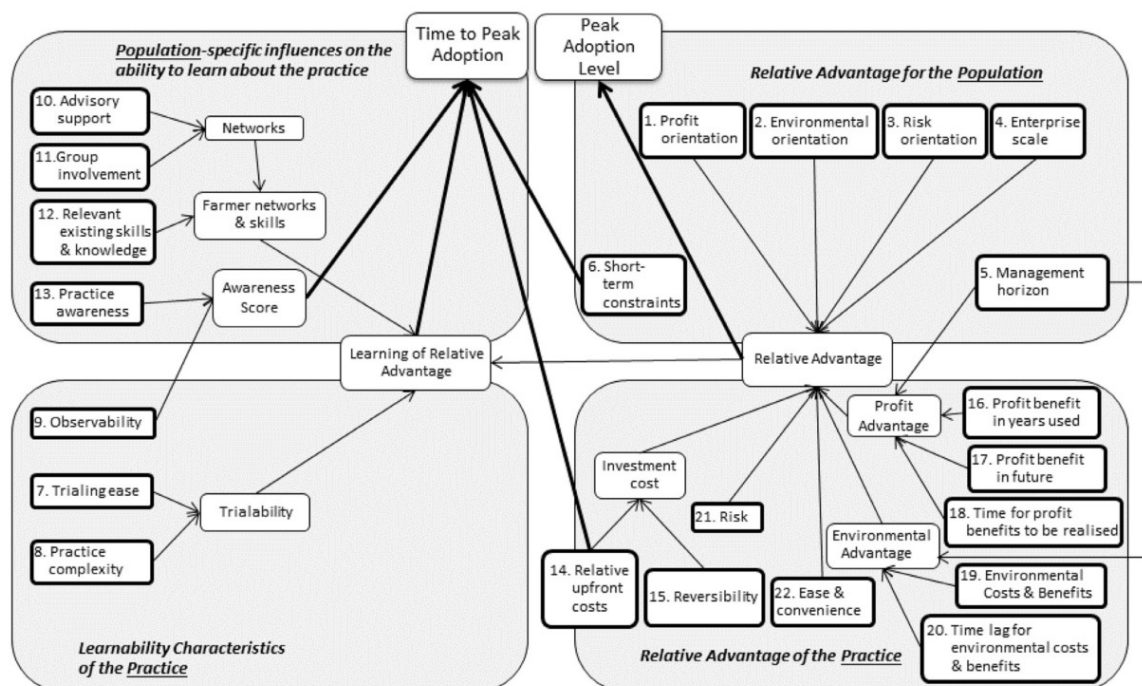 Time to Peak
Adoption
Peak
Adoption
Level
Population-specific influences on the
ability to learn about the practice
10. Advisory
support
Networks
11.Group
involvement
12. Relevant
existing skills
& knowledge
Farmer networks
& skills
13. Practice
awareness
Awareness
Score
Relative Advantage for the Population
1. Profit
orientation
2. Environmental
orientation
3. Risk
orientation
4. Enterprise
scale
6. Short-
term
constraints
5. Management
horizon
Learning of Relative
Advantage
Relative Advantage
9. Observability
7. Trialing ease
Trialability
8. Practice
complexity
Learnability Characteristics
of the Practice
Profit
Advantage
16. Profit benefit
in years used
17. Profit benefit
in future
18. Time for profit
benefits to be realised
Investment
cost
21. Risk
Environmental
Advantage
14. Relative
upfront
costs
15. Reversibility
22. Ease &
convenience
19. Environmental
Costs & Benefits
20. Time lag for
environmental costs
& benefits
Relative Advantage of the Practice